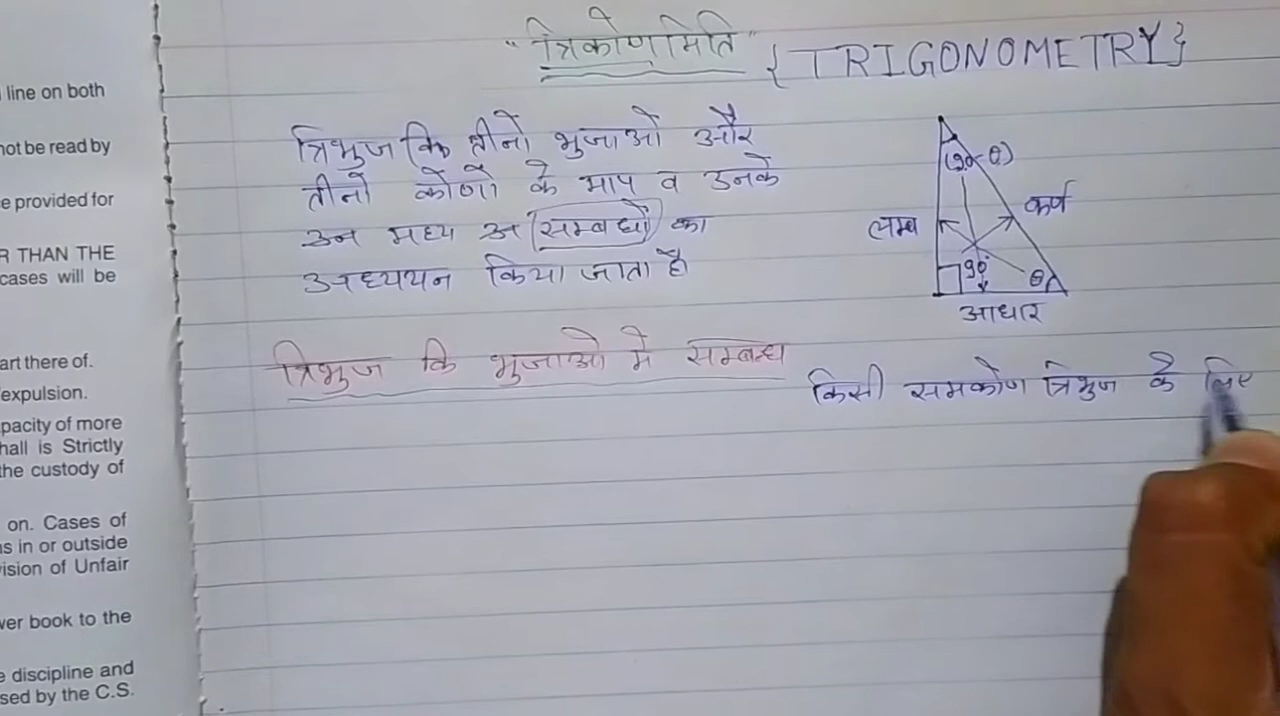 line on both
not be read by
e provided for
R THAN THE
cases will be
art there of.
expulsion.
pacity of more
hall is Strictly
the custody of
on. Cases of
s in or outside
vision of Unfair
ver book to the
e discipline and
sed by the C.S.
"त्रिकोणमिति" {TRIGONOMETRY}
त्रिभुज कि तीनों भुजाओं और
तीनों कोणों के माप व उनके
उन मध्य अ सम्बधों का
अध्ययन किया जाता है
(90-θ)
लम्ब
कर्ण
90°
θ
आधार
त्रिभुज कि भुजाओ मे सम्बन्ध
किसी समकोण त्रिभुज के लिए